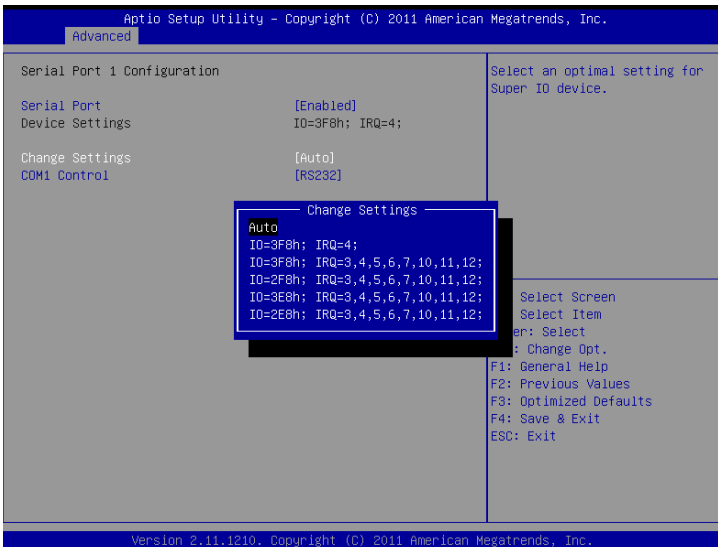 Aptio Setup Utility – Copyright (C) 2011 American Megatrends, Inc.
Advanced
Serial Port 1 Configuration
Serial Port [Enabled]
Device Settings IO=3F8h; IRQ=4;
Change Settings [Auto]
COM1 Control [RS232]
Select an optimal setting for
Super IO device.
Change Settings
Auto
IO=3F8h; IRQ=4;
IO=3F8h; IRQ=3,4,5,6,7,10,11,12;
IO=2F8h; IRQ=3,4,5,6,7,10,11,12;
IO=3E8h; IRQ=3,4,5,6,7,10,11,12;
IO=2E8h; IRQ=3,4,5,6,7,10,11,12;
Select Screen
Select Item
er: Select
: Change Opt.
F1: General Help
F2: Previous Values
F3: Optimized Defaults
F4: Save & Exit
ESC: Exit
Version 2.11.1210. Copyright (C) 2011 American Megatrends, Inc.